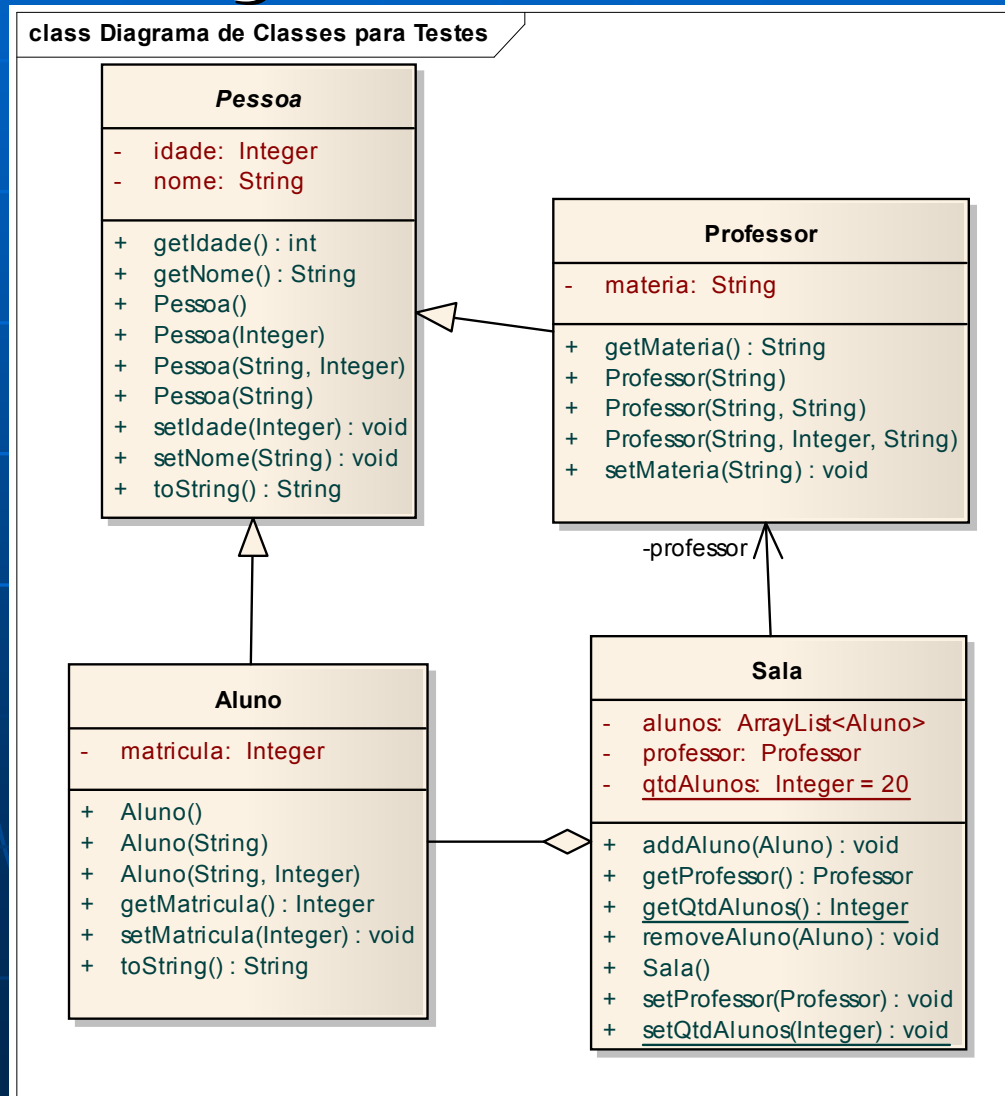 class Diagrama de Classes para Testes
Pessoa
- idade: Integer
- nome: String
+ getIdade() : int
+ getNome() : String
+ Pessoa()
+ Pessoa(Integer)
+ Pessoa(String, Integer)
+ Pessoa(String)
+ setIdade(Integer) : void
+ setNome(String) : void
+ toString() : String
Professor
- materia: String
+ getMateria() : String
+ Professor(String)
+ Professor(String, String)
+ Professor(String, Integer, String)
+ setMateria(String) : void
-professor
Aluno
- matricula: Integer
+ Aluno()
+ Aluno(String)
+ Aluno(String, Integer)
+ getMatricula() : Integer
+ setMatricula(Integer) : void
+ toString() : String
Sala
- alunos: ArrayList<Aluno>
- professor: Professor
- qtdAlunos: Integer = 20
+ addAluno(Aluno) : void
+ getProfessor() : Professor
+ getQtdAlunos() : Integer
+ removeAluno(Aluno) : void
+ Sala()
+ setProfessor(Professor) : void
+ setQtdAlunos(Integer) : void